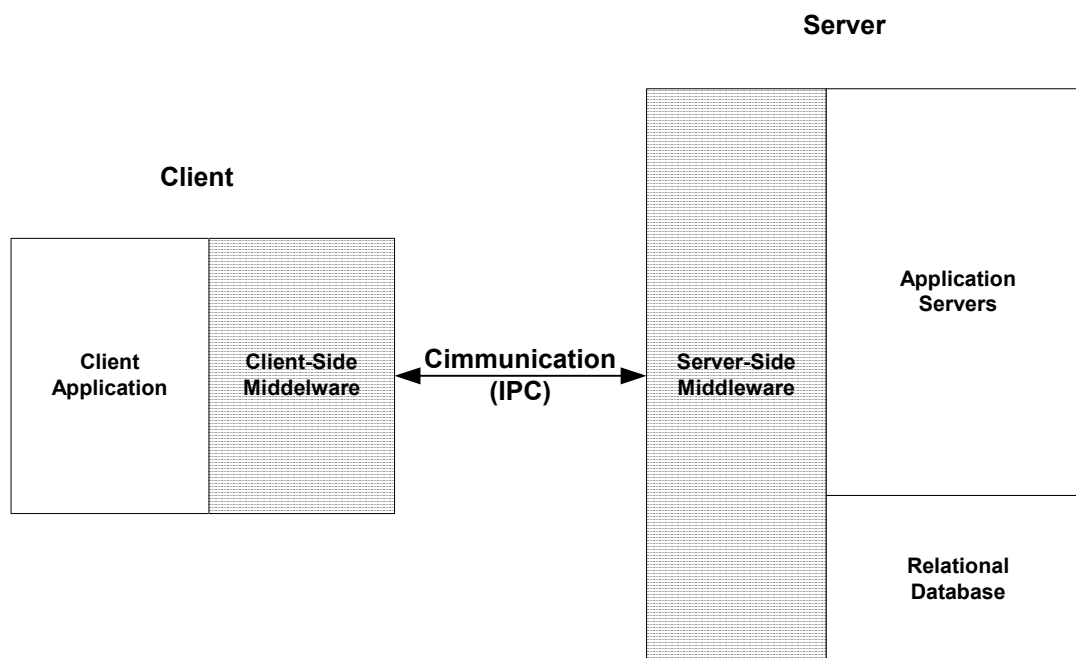 Server
Client
Application
Servers
Client
Application
Client-Side
Middelware
Cimmunication
(IPC)
Server-Side
Middleware
Relational
Database